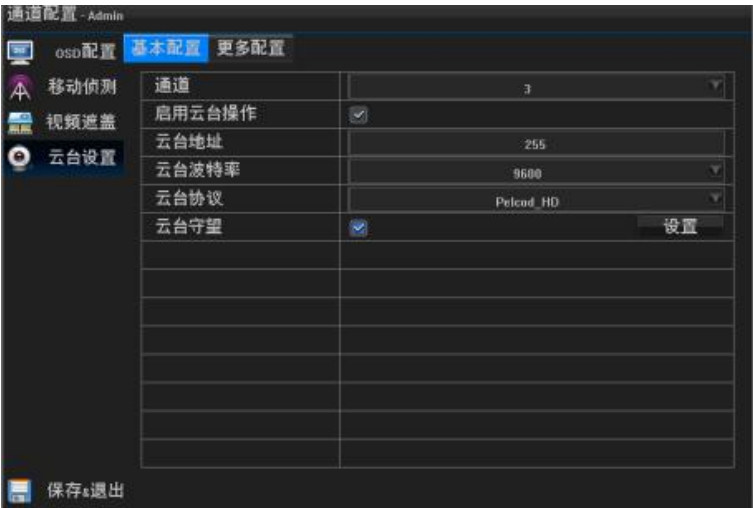 通道配置 - Admin
OSD配置 基本配置 更多配置
移动侦测
视频遮盖
云台设置
通道 3
启用云台操作
云台地址 255
云台波特率 9600
云台协议 Pelcod_HD
云台守望 设置
保存&退出